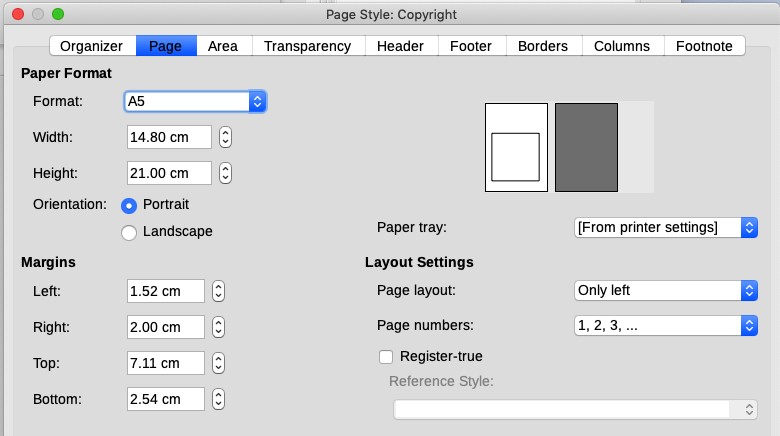 Page Style: Copyright
Organizer Page Area Transparency Header Footer Borders Columns Footnote
Paper Format
Format: A5
Width: 14.80 cm
Height: 21.00 cm
Orientation: Portrait
Landscape
Paper tray: [From printer settings]
Margins
Left: 1.52 cm
Right: 2.00 cm
Top: 7.11 cm
Bottom: 2.54 cm
Layout Settings
Page layout: Only left
Page numbers: 1, 2, 3, ...
Register-true
Reference Style: